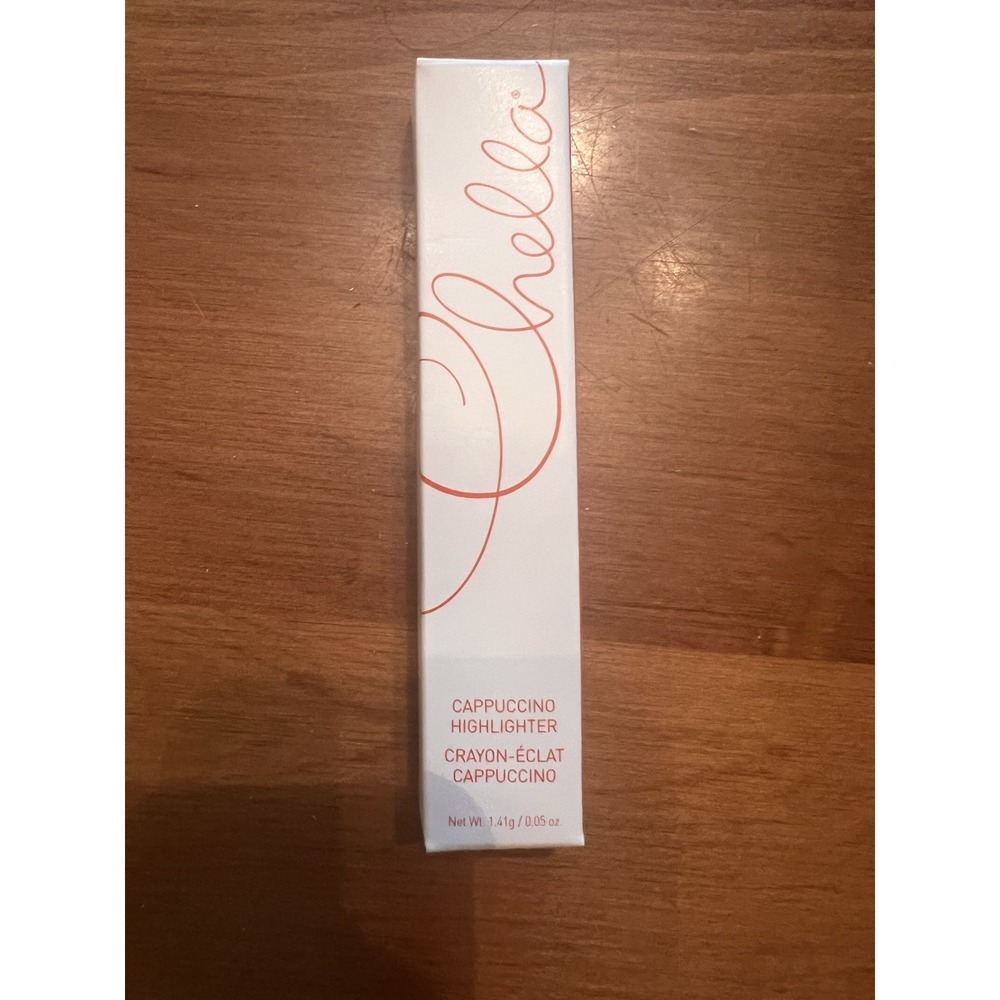 Chella®
CAPPUCCINO
HIGHLIGHTER
CRAYON-ÉCLAT
CAPPUCCINO
Net Wt. 1.41g / 0.05 oz.